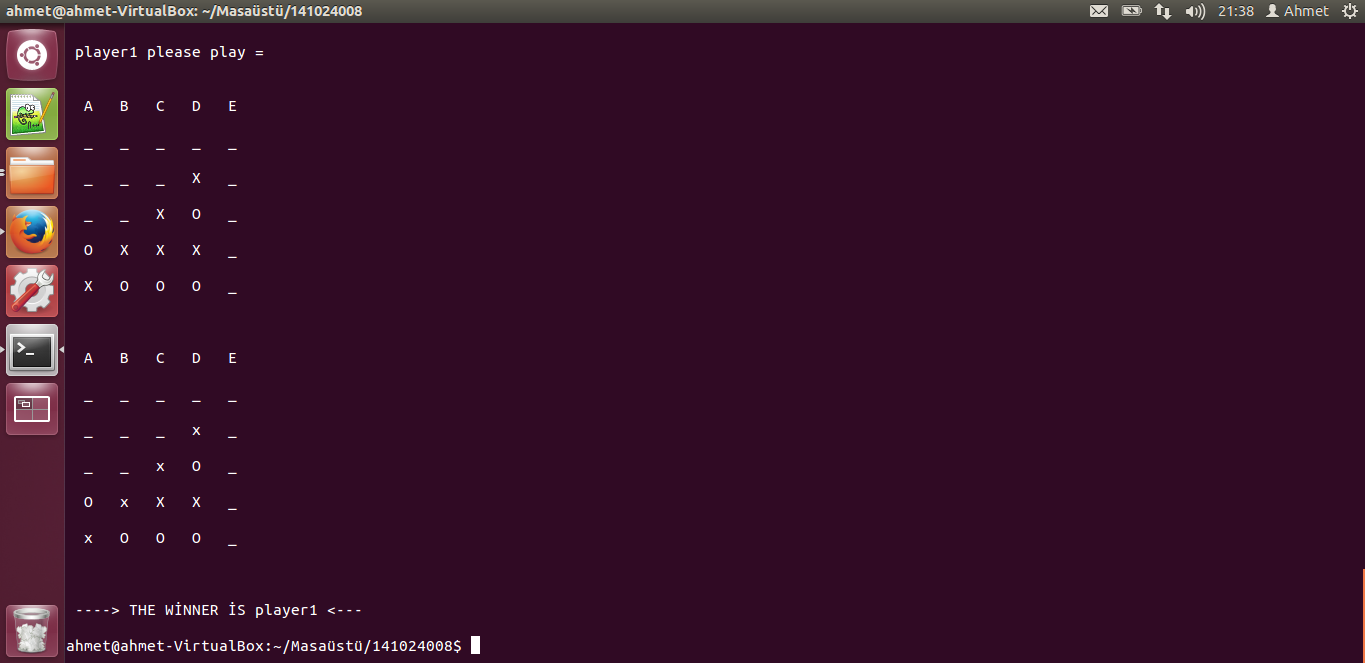 ahmet@ahmet-VirtualBox: ~/Masaüstü/141024008 21:38 Ahmet
player1 please play =
A B C D E
_ _ _ _ _
_ _ _ X _
_ _ X O _
O X X X _
X O O O _
A B C D E
_ _ _ _ _
_ _ _ x _
_ _ x O _
O x X X _
x O O O _
----> THE WİNNER İS player1 <---
ahmet@ahmet-VirtualBox:~/Masaüstü/141024008$